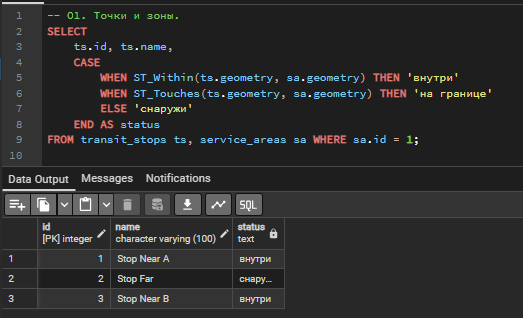 1 -- 01. Точки и зоны.
2 SELECT
3 ts.id, ts.name,
4 CASE
5 WHEN ST_Within(ts.geometry, sa.geometry) THEN 'внутри'
6 WHEN ST_Touches(ts.geometry, sa.geometry) THEN 'на границе'
7 ELSE 'снаружи'
8 END AS status
9 FROM transit_stops ts, service_areas sa WHERE sa.id = 1;
10
Data Output Messages Notifications
SQL
id name status
[PK] integer character varying (100) text
1 1 Stop Near A внутри
2 2 Stop Far снару...
3 3 Stop Near B внутри